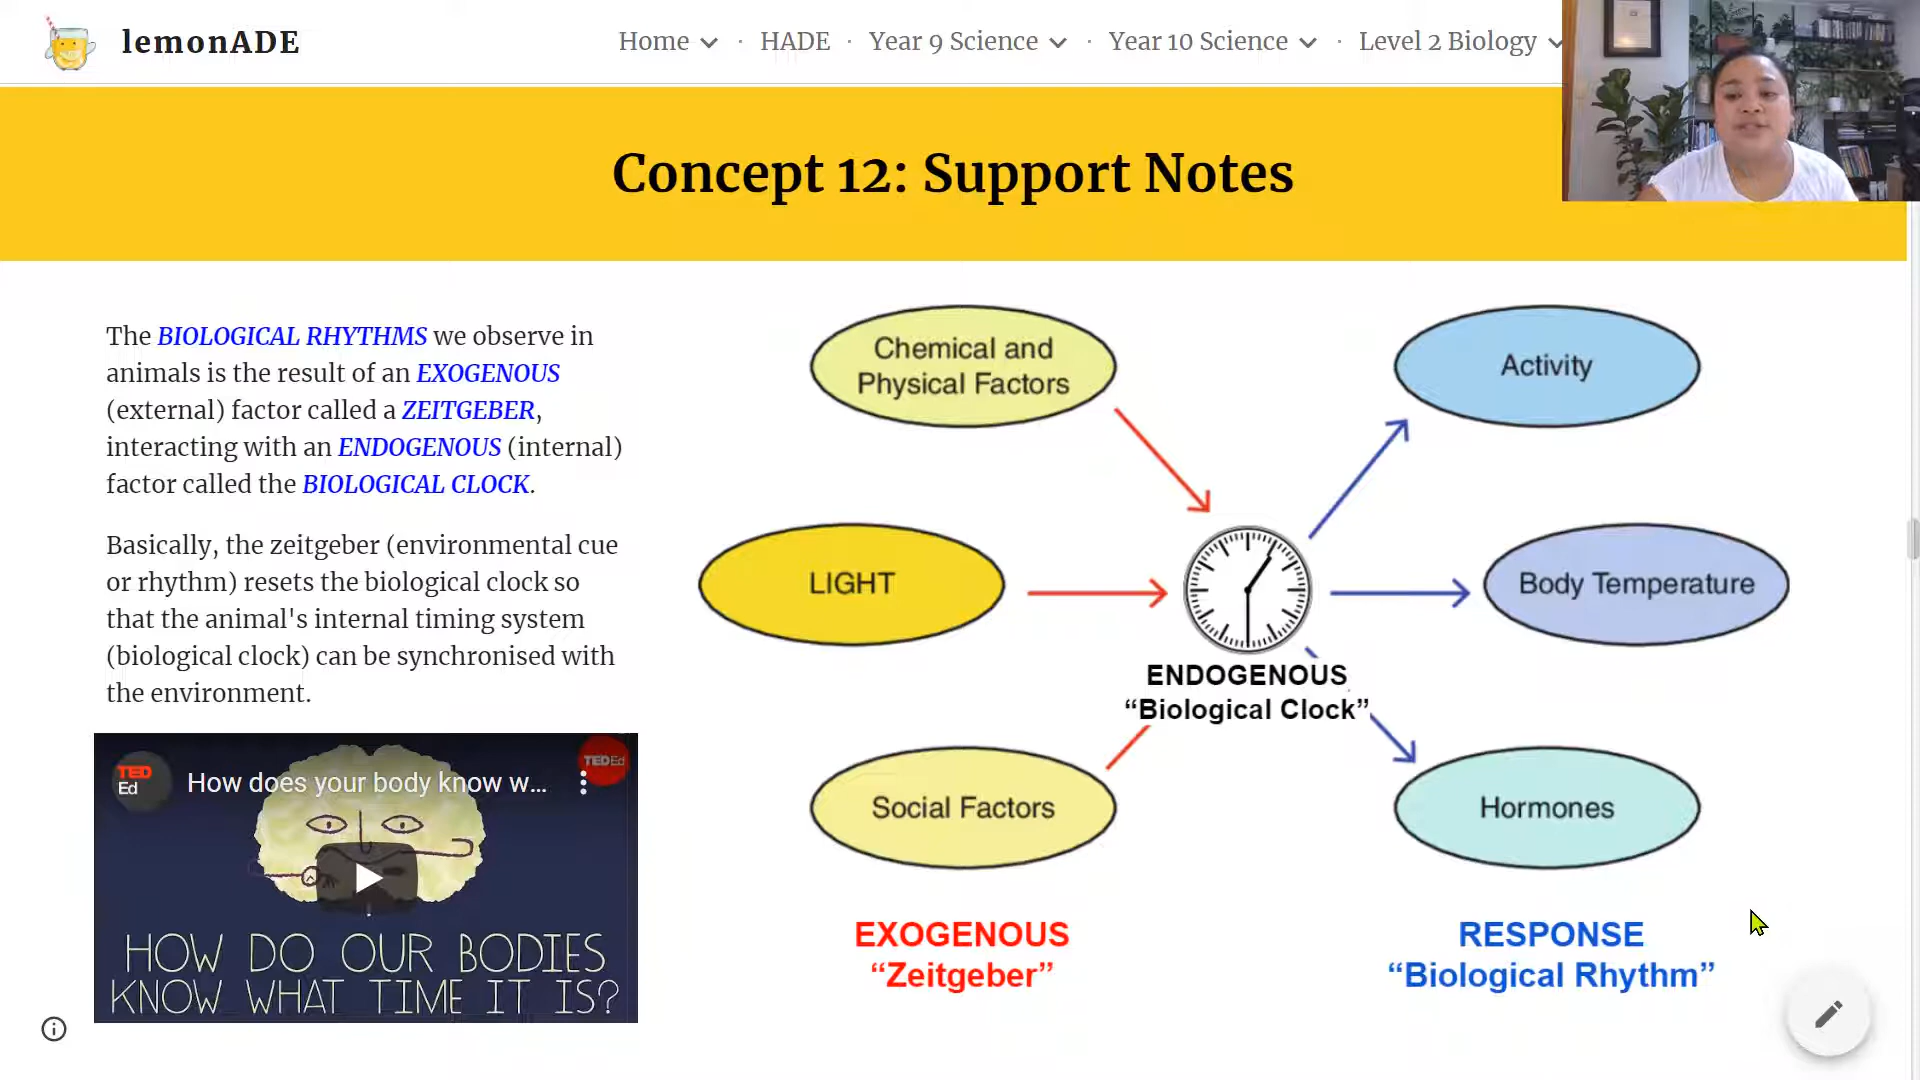 lemonADE
Home · HADE · Year 9 Science · Year 10 Science · Level 2 Biology
Concept 12: Support Notes
The BIOLOGICAL RHYTHMS we observe in
animals is the result of an EXOGENOUS
(external) factor called a ZEITGEBER,
interacting with an ENDOGENOUS (internal)
factor called the BIOLOGICAL CLOCK.
Basically, the zeitgeber (environmental cue
or rhythm) resets the biological clock so
that the animal's internal timing system
(biological clock) can be synchronised with
the environment.
TED
Ed
How does your body know w...
TEDEd
HOW DO OUR BODIES
KNOW WHAT TIME IT IS?
Chemical and
Physical Factors
LIGHT
Social Factors
EXOGENOUS
“Zeitgeber”
ENDOGENOUS
“Biological Clock”
Activity
Body Temperature
Hormones
RESPONSE
“Biological Rhythm”